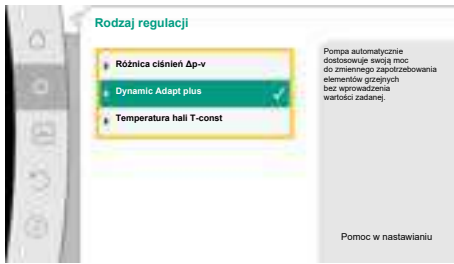 Rodzaj regulacji
Różnica ciśnień Δp-v
Dynamic Adapt plus
Temperatura hali T-const
Pompa automatycznie
dostosowuje swoją moc
do zmiennego zapotrzebowania
elementów grzejnych
bez wprowadzenia
wartości zadanej.
Pomoc w nastawianiu